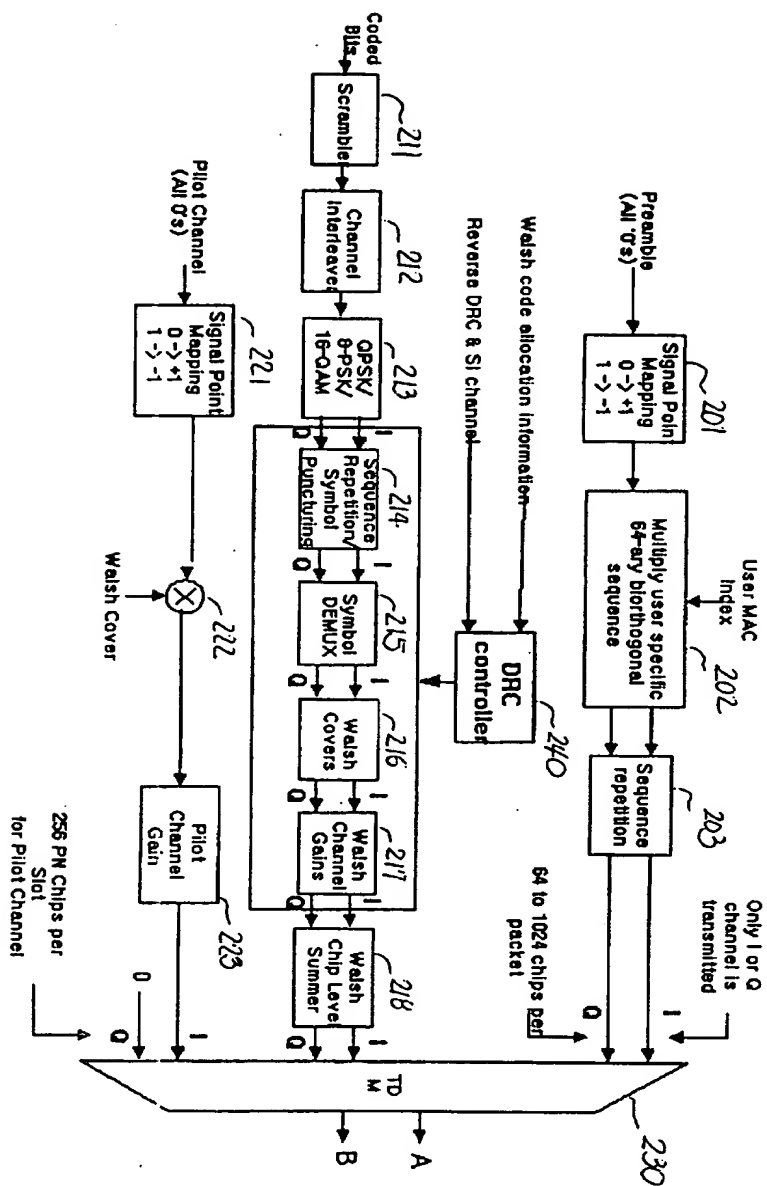 Preamble
(All '0's)
201
Signal Point
Mapping
0 -> +1
1 -> -1
User MAC
Index
202
Multiply user specific
64-ary biorthogonal
sequence
203
Sequence
repetition
Only I or Q
channel is
transmitted
I
Q
64 to 1024 chips per
packet
Walsh code allocation information
Reverse DRC & SI channel
DRC
controller
240
Coded
Bits
211
Scrambler
212
Channel
Interleaver
213
QPSK/
8-PSK/
16-QAM
I
Q
214
Sequence
Repetition/
Symbol
Puncturing
I
Q
215
Symbol
DEMUX
I
Q
216
Walsh
Covers
I
Q
217
Walsh
Channel
Gains
I
Q
218
Walsh
Chip Level
Summer
I
Q
Pilot Channel
(All 0's)
221
Signal Point
Mapping
0 -> +1
1 -> -1
X
222
Walsh Cover
Pilot
Channel
Gain
223
I
0
Q
256 PN Chips per
Slot
for Pilot Channel
TD
M
230
A
B